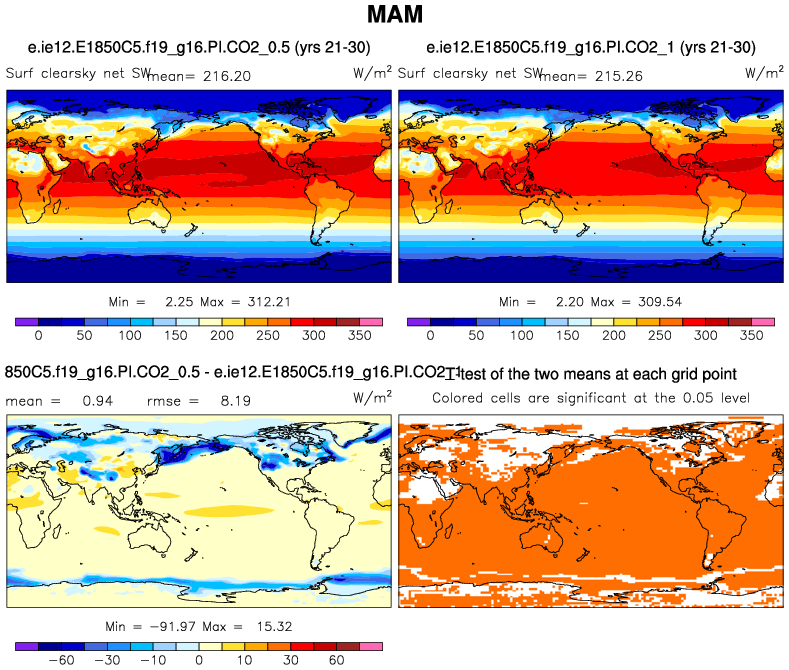 MAM
e.ie12.E1850C5.f19_g16.PI.CO2_0.5 (yrs 21-30)
Surf clearsky net SW mean= 216.20 W/m²
Min = 2.25 Max = 312.21
0 50 100 150 200 250 300 350
e.ie12.E1850C5.f19_g16.PI.CO2_1 (yrs 21-30)
Surf clearsky net SW mean= 215.26 W/m²
Min = 2.20 Max = 309.54
0 50 100 150 200 250 300 350
850C5.f19_g16.PI.CO2_0.5 - e.ie12.E1850C5.f19_g16.PI.CO2_1
mean = 0.94 rmse = 8.19 W/m²
Min = -91.97 Max = 15.32
-60 -30 -10 0 10 30 60
T-test of the two means at each grid point
Colored cells are significant at the 0.05 level